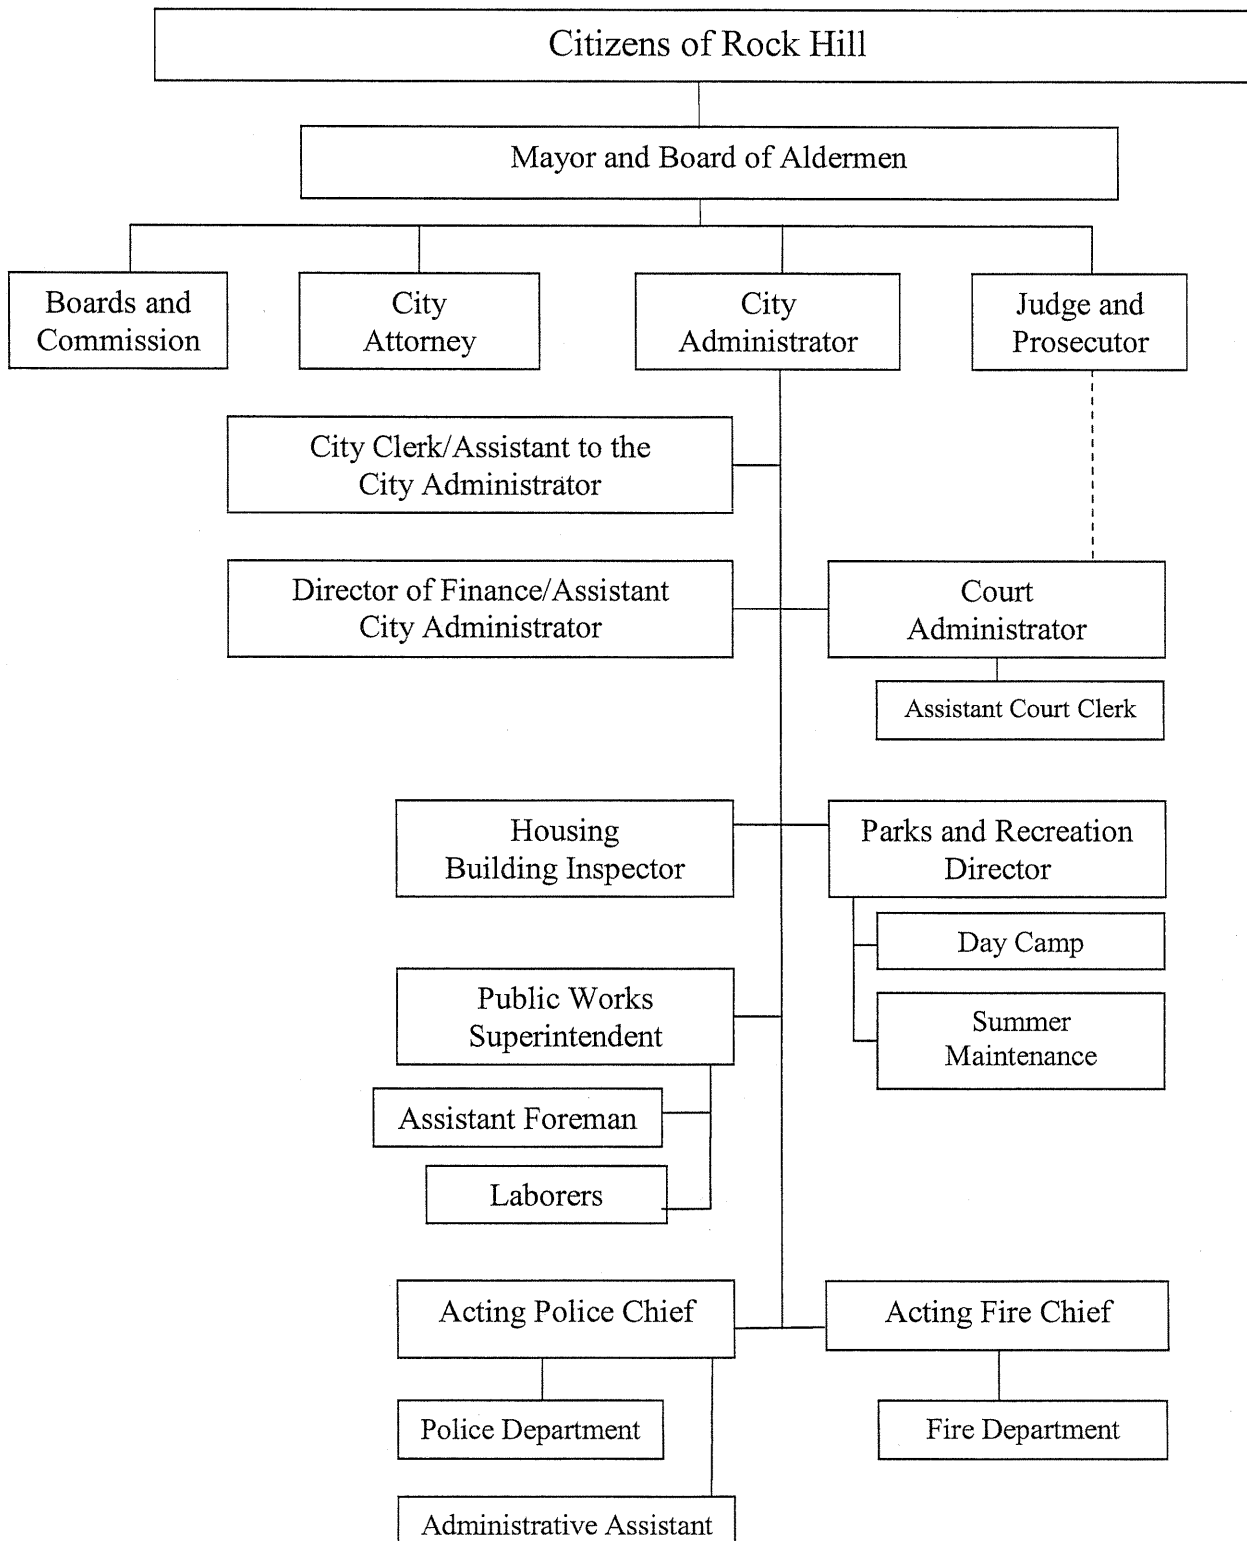 Citizens of Rock Hill
Mayor and Board of Aldermen
Boards and
Commission
City
Attorney
City
Administrator
Judge and
Prosecutor
City Clerk/Assistant to the
City Administrator
Director of Finance/Assistant
City Administrator
Court
Administrator
Assistant Court Clerk
Housing
Building Inspector
Parks and Recreation
Director
Day Camp
Summer
Maintenance
Public Works
Superintendent
Assistant Foreman
Laborers
Acting Police Chief
Acting Fire Chief
Police Department
Fire Department
Administrative Assistant